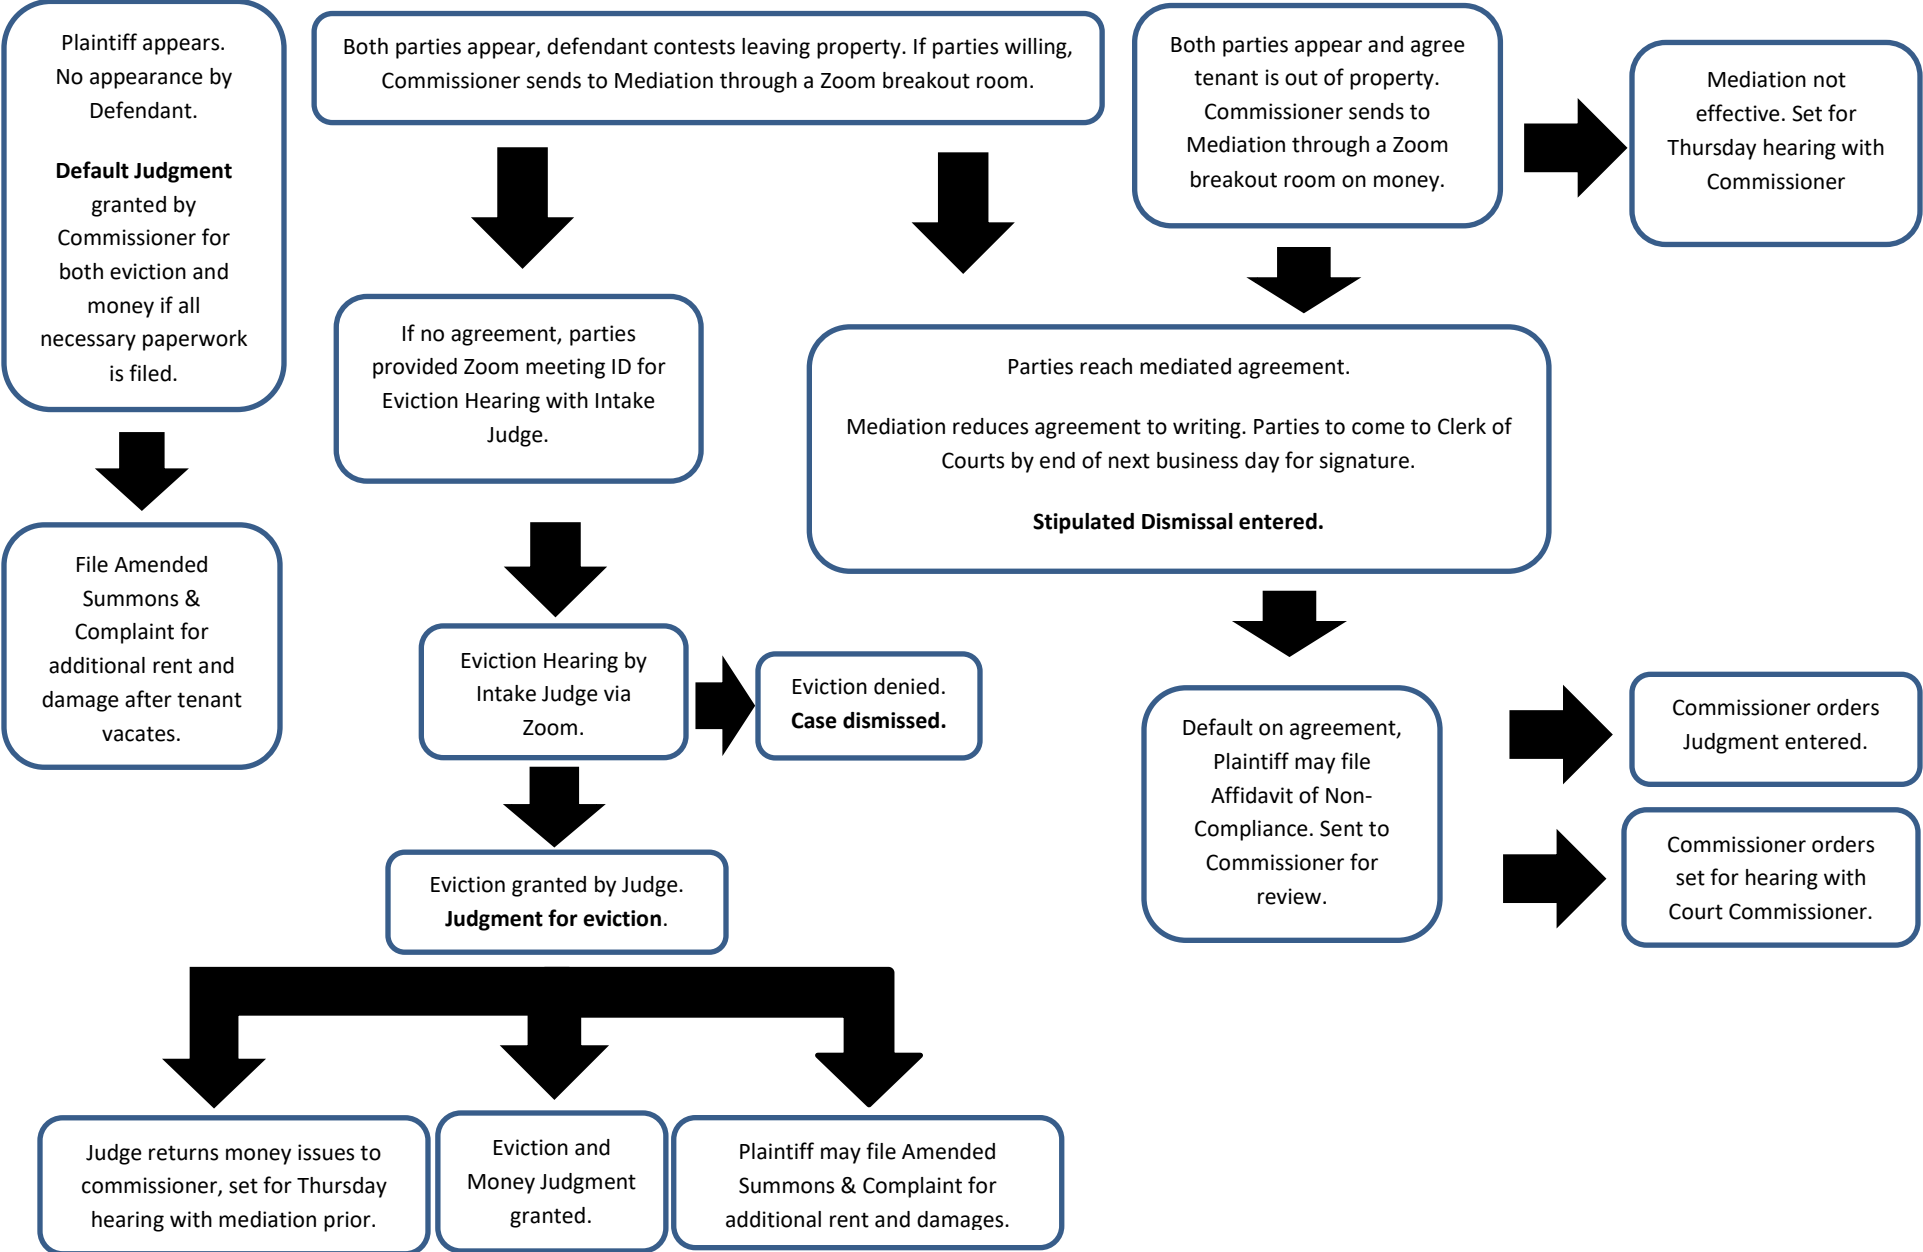 Plaintiff appears.
No appearance by
Defendant.
Default Judgment
granted by
Commissioner for
both eviction and
money if all
necessary paperwork
is filed.
File Amended
Summons &
Complaint for
additional rent and
damage after tenant
vacates.
Both parties appear, defendant contests leaving property. If parties willing,
Commissioner sends to Mediation through a Zoom breakout room.
If no agreement, parties
provided Zoom meeting ID for
Eviction Hearing with Intake
Judge.
Eviction Hearing by
Intake Judge via
Zoom.
Eviction denied.
Case dismissed.
Eviction granted by Judge.
Judgment for eviction.
Judge returns money issues to
commissioner, set for Thursday
hearing with mediation prior.
Eviction and
Money Judgment
granted.
Plaintiff may file Amended
Summons & Complaint for
additional rent and damages.
Both parties appear and agree
tenant is out of property.
Commissioner sends to
Mediation through a Zoom
breakout room on money.
Mediation not
effective. Set for
Thursday hearing with
Commissioner
Parties reach mediated agreement.
Mediation reduces agreement to writing. Parties to come to Clerk of
Courts by end of next business day for signature.
Stipulated Dismissal entered.
Default on agreement,
Plaintiff may file
Affidavit of Non-
Compliance. Sent to
Commissioner for
review.
Commissioner orders
Judgment entered.
Commissioner orders
set for hearing with
Court Commissioner.